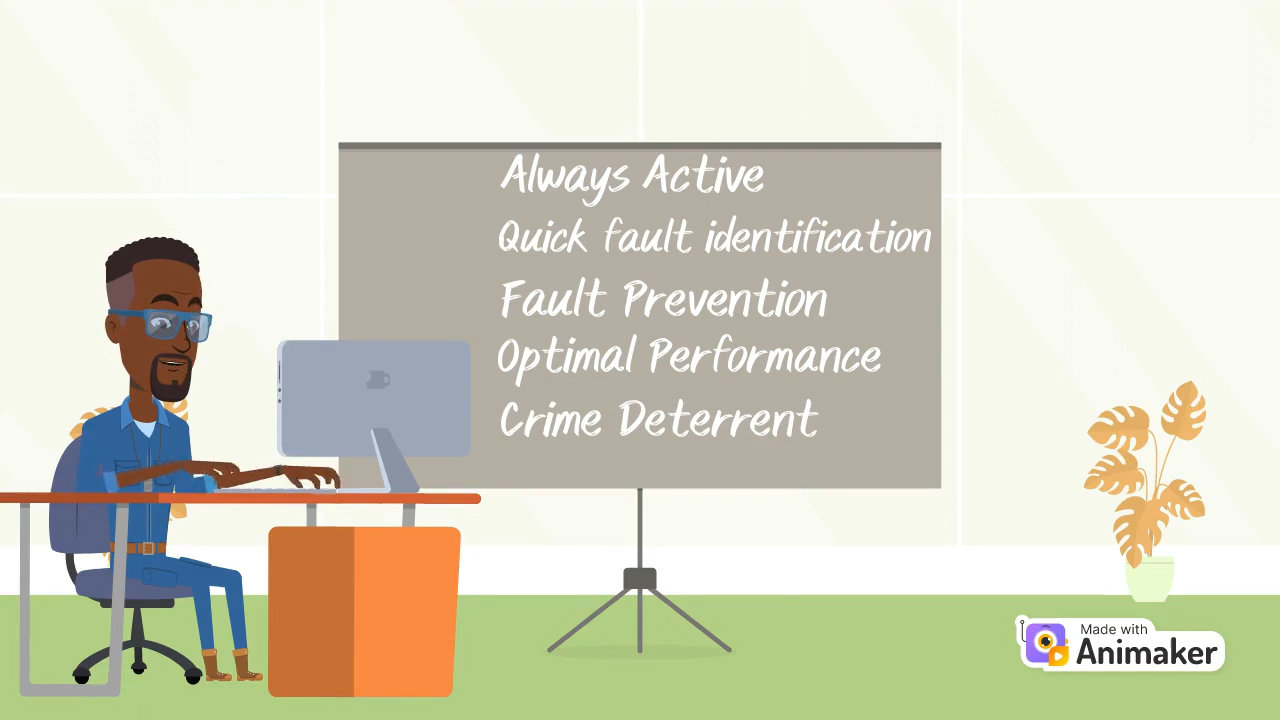 Always Active
Quick fault identification
Fault Prevention
Optimal Performance
Crime Deterrent
Made with
Animaker